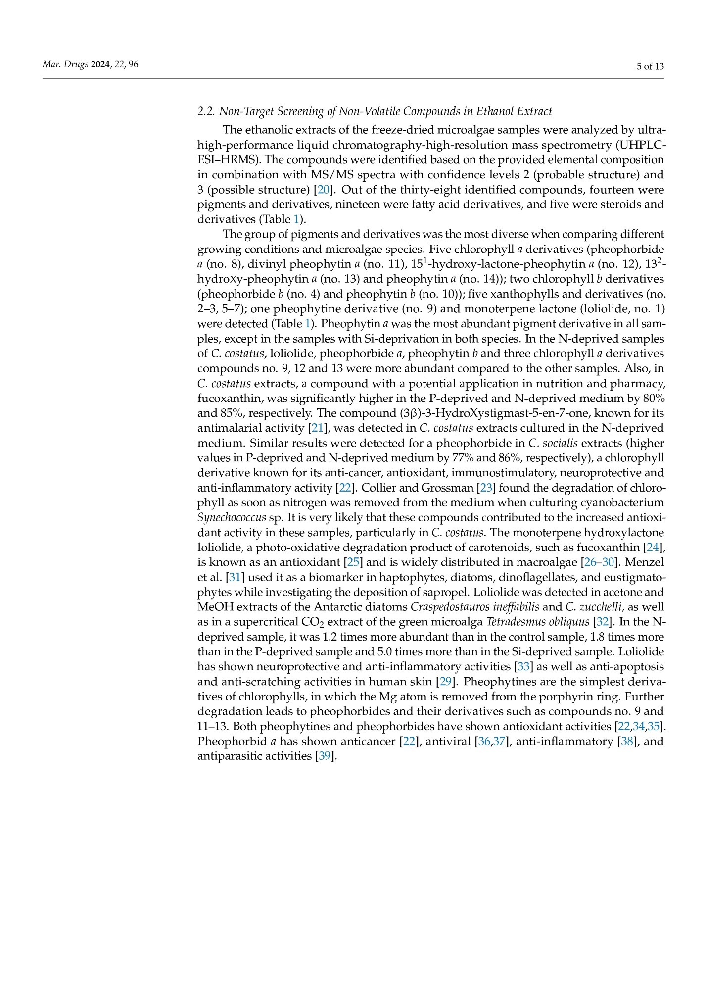 Mar. Drugs 2024, 22, 96
5 of 13
2.2. Non-Target Screening of Non-Volatile Compounds in Ethanol Extract
The ethanolic extracts of the freeze-dried microalgae samples were analyzed by ultra-
high-performance liquid chromatography-high-resolution mass spectrometry (UHPLC-
ESI–HRMS). The compounds were identified based on the provided elemental composition
in combination with MS/MS spectra with confidence levels 2 (probable structure) and
3 (possible structure) [20]. Out of the thirty-eight identified compounds, fourteen were
pigments and derivatives, nineteen were fatty acid derivatives, and five were steroids and
derivatives (Table 1).
The group of pigments and derivatives was the most diverse when comparing different
growing conditions and microalgae species. Five chlorophyll a derivatives (pheophorbide
a (no. 8), divinyl pheophytin a (no. 11), 15¹-hydroxy-lactone-pheophytin a (no. 12), 13²-
hydroxy-pheophytin a (no. 13) and pheophytin a (no. 14)); two chlorophyll b derivatives
(pheophorbide b (no. 4) and pheophytin b (no. 10)); five xanthophylls and derivatives (no.
2–3, 5–7); one pheophytine derivative (no. 9) and monoterpene lactone (loliolide, no. 1)
were detected (Table 1). Pheophytin a was the most abundant pigment derivative in all sam-
ples, except in the samples with Si-deprivation in both species. In the N-deprived samples
of C. costatus, loliolide, pheophorbide a, pheophytin b and three chlorophyll a derivatives
compounds no. 9, 12 and 13 were more abundant compared to the other samples. Also, in
C. costatus extracts, a compound with a potential application in nutrition and pharmacy,
fucoxanthin, was significantly higher in the P-deprived and N-deprived medium by 80%
and 85%, respectively. The compound (3β)-3-HydroXystigmast-5-en-7-one, known for its
antimalarial activity [21], was detected in C. costatus extracts cultured in the N-deprived
medium. Similar results were detected for a pheophorbide in C. socialis extracts (higher
values in P-deprived and N-deprived medium by 77% and 86%, respectively), a chlorophyll
derivative known for its anti-cancer, antioxidant, immunostimulatory, neuroprotective and
anti-inflammatory activity [22]. Collier and Grossman [23] found the degradation of chloro-
phyll as soon as nitrogen was removed from the medium when culturing cyanobacterium
Synechococcus sp. It is very likely that these compounds contributed to the increased antioxi-
dant activity in these samples, particularly in C. costatus. The monoterpene hydroxylactone
loliolide, a photo-oxidative degradation product of carotenoids, such as fucoxanthin [24],
is known as an antioxidant [25] and is widely distributed in macroalgae [26–30]. Menzel
et al. [31] used it as a biomarker in haptophytes, diatoms, dinoflagellates, and eustigmato-
phytes while investigating the deposition of sapropel. Loliolide was detected in acetone and
MeOH extracts of the Antarctic diatoms Craspedostauros ineffabilis and C. zucchelli, as well
as in a supercritical CO₂ extract of the green microalga Tetradesmus obliquus [32]. In the N-
deprived sample, it was 1.2 times more abundant than in the control sample, 1.8 times more
than in the P-deprived sample and 5.0 times more than in the Si-deprived sample. Loliolide
has shown neuroprotective and anti-inflammatory activities [33] as well as anti-apoptosis
and anti-scratching activities in human skin [29]. Pheophytines are the simplest deriva-
tives of chlorophylls, in which the Mg atom is removed from the porphyrin ring. Further
degradation leads to pheophorbides and their derivatives such as compounds no. 9 and
11–13. Both pheophytines and pheophorbides have shown antioxidant activities [22,34,35].
Pheophorbid a has shown anticancer [22], antiviral [36,37], anti-inflammatory [38], and
antiparasitic activities [39].